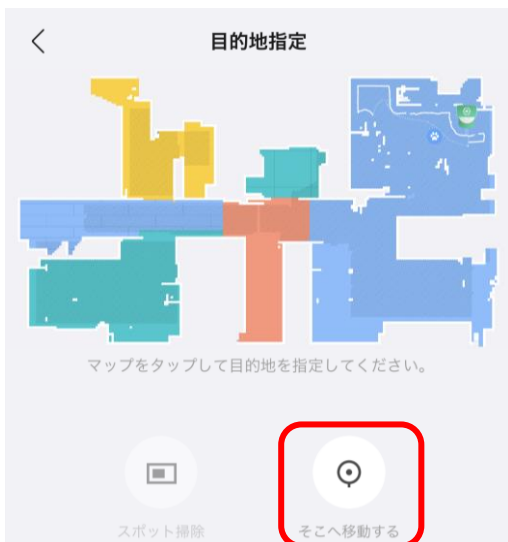 目的地指定
マップをタップして目的地を指定してください。
スポット掃除
そこへ移動する